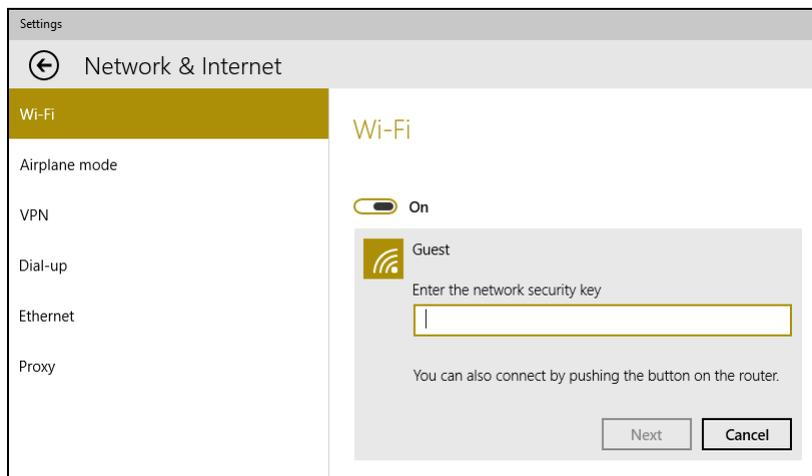 Settings
Network & Internet
Wi-Fi
Airplane mode
VPN
Dial-up
Ethernet
Proxy
Wi-Fi
On
Guest
Enter the network security key
You can also connect by pushing the button on the router.
Next Cancel